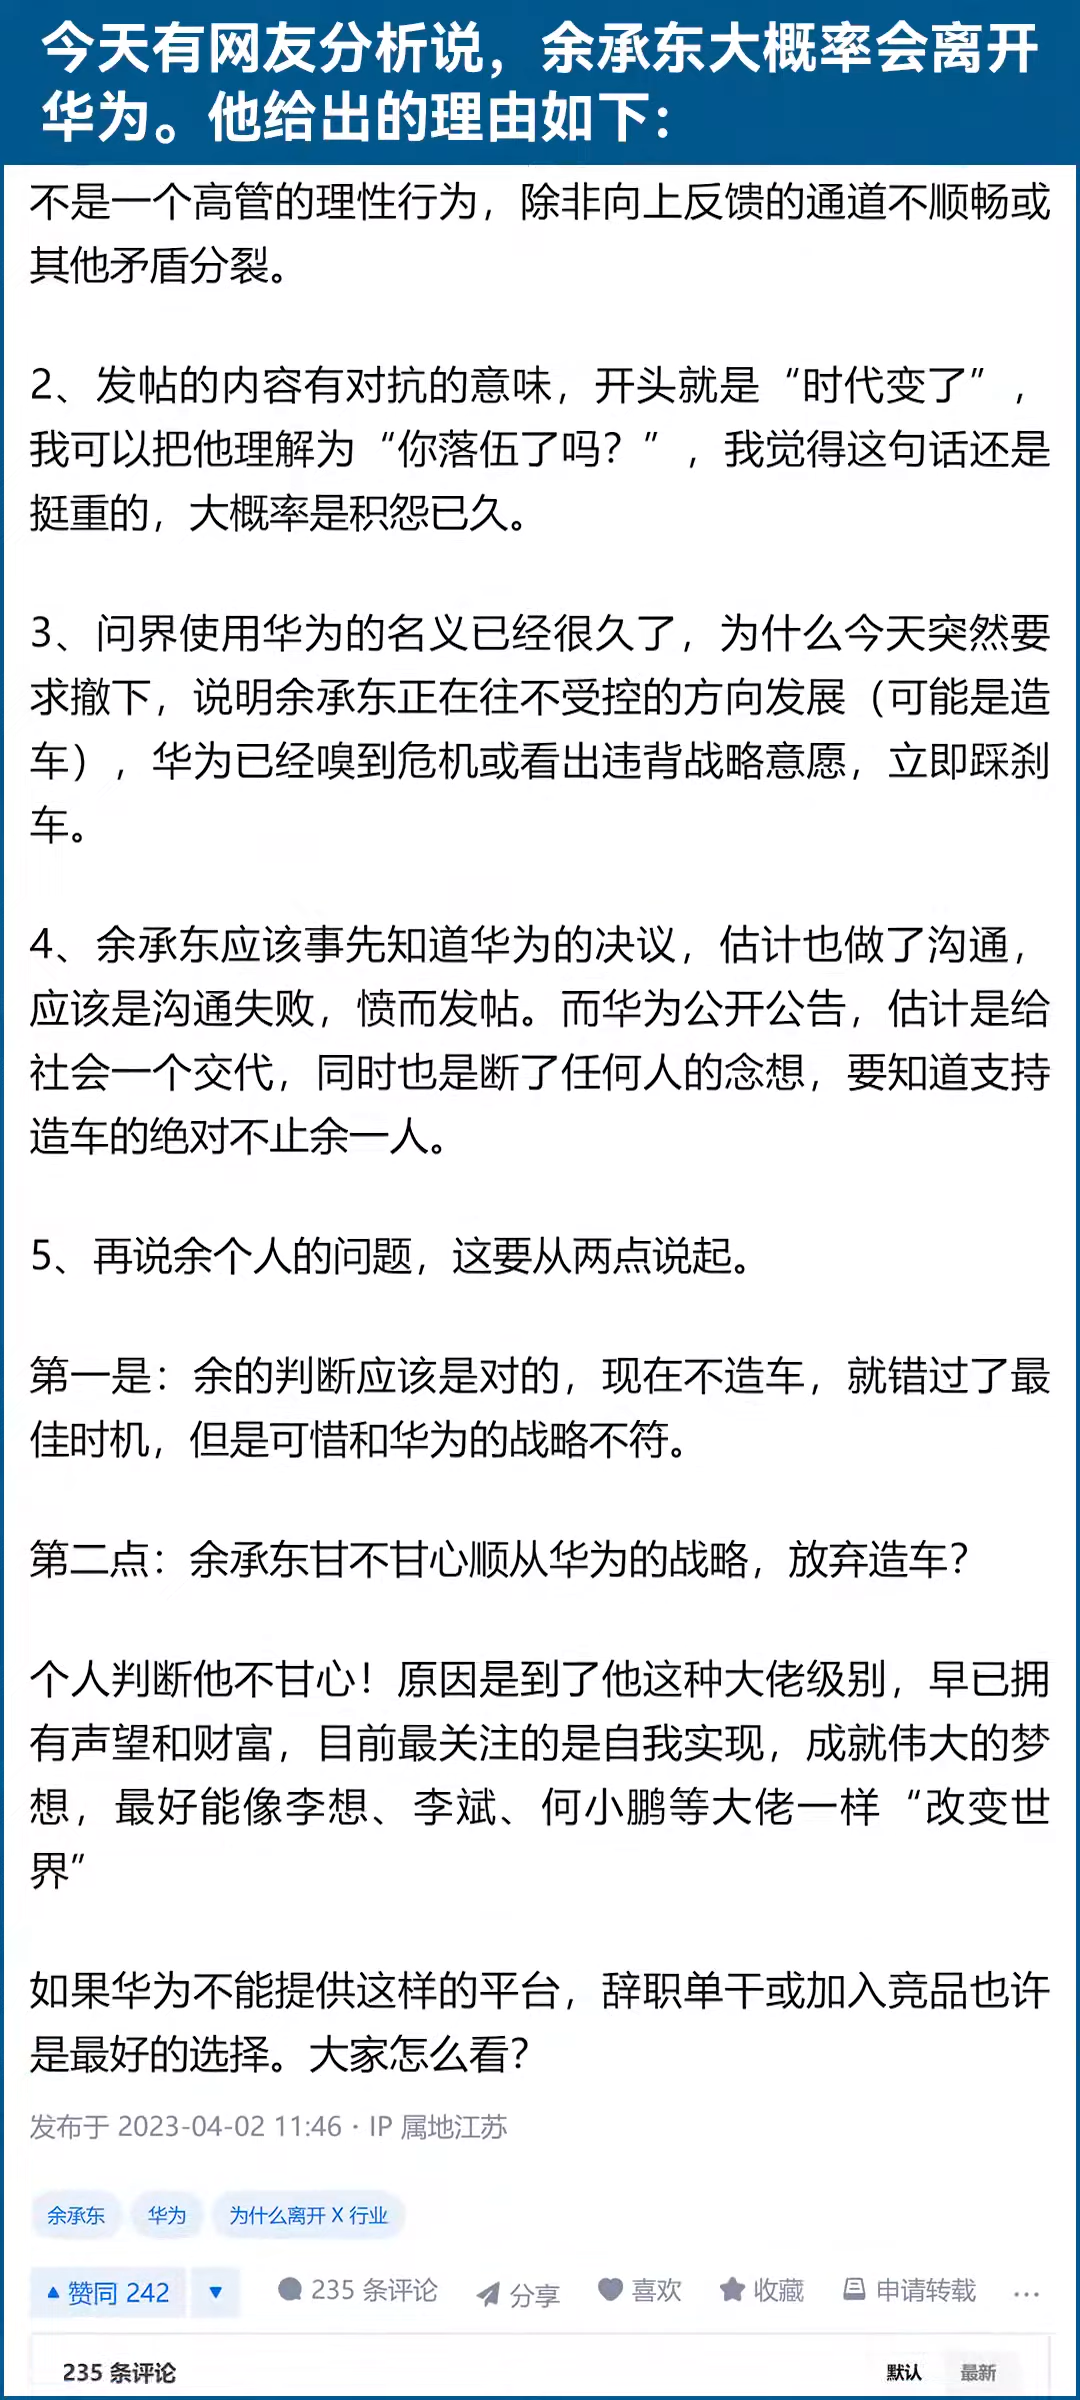 今天有网友分析说，余承东大概率会离开
华为。他给出的理由如下：
不是一个高管的理性行为，除非向上反馈的通道不顺畅或
其他矛盾分裂。
2、发帖的内容有对抗的意味，开头就是“时代变了”，
我可以把他理解为“你落伍了吗？”，我觉得这句话还是
挺重的，大概率是积怨已久。
3、问界使用华为的名义已经很久了，为什么今天突然要
求撤下，说明余承东正在往不受控的方向发展（可能是造
车），华为已经嗅到危机或看出违背战略意愿，立即踩刹
车。
4、余承东应该事先知道华为的决议，估计也做了沟通，
应该是沟通失败，愤而发帖。而华为公开公告，估计是给
社会一个交代，同时也是断了任何人的念想，要知道支持
造车的绝对不止余一人。
5、再说余个人的问题，这要从两点说起。
第一是：余的判断应该是对的，现在不造车，就错过了最
佳时机，但是可惜和华为的战略不符。
第二点：余承东甘不甘心顺从华为的战略，放弃造车？
个人判断他不甘心！原因是到了他这种大佬级别，早已拥
有声望和财富，目前最关注的是自我实现，成就伟大的梦
想，最好能像李想、李斌、何小鹏等大佬一样“改变世
界”
如果华为不能提供这样的平台，辞职单干或加入竞品也许
是最好的选择。大家怎么看？
发布于 2023-04-02 11:46 · IP 属地江苏
余承东 华为 为什么离开 X 行业
赞同 242 235 条评论 分享 喜欢 收藏 申请转载 ...
235 条评论 默认 最新